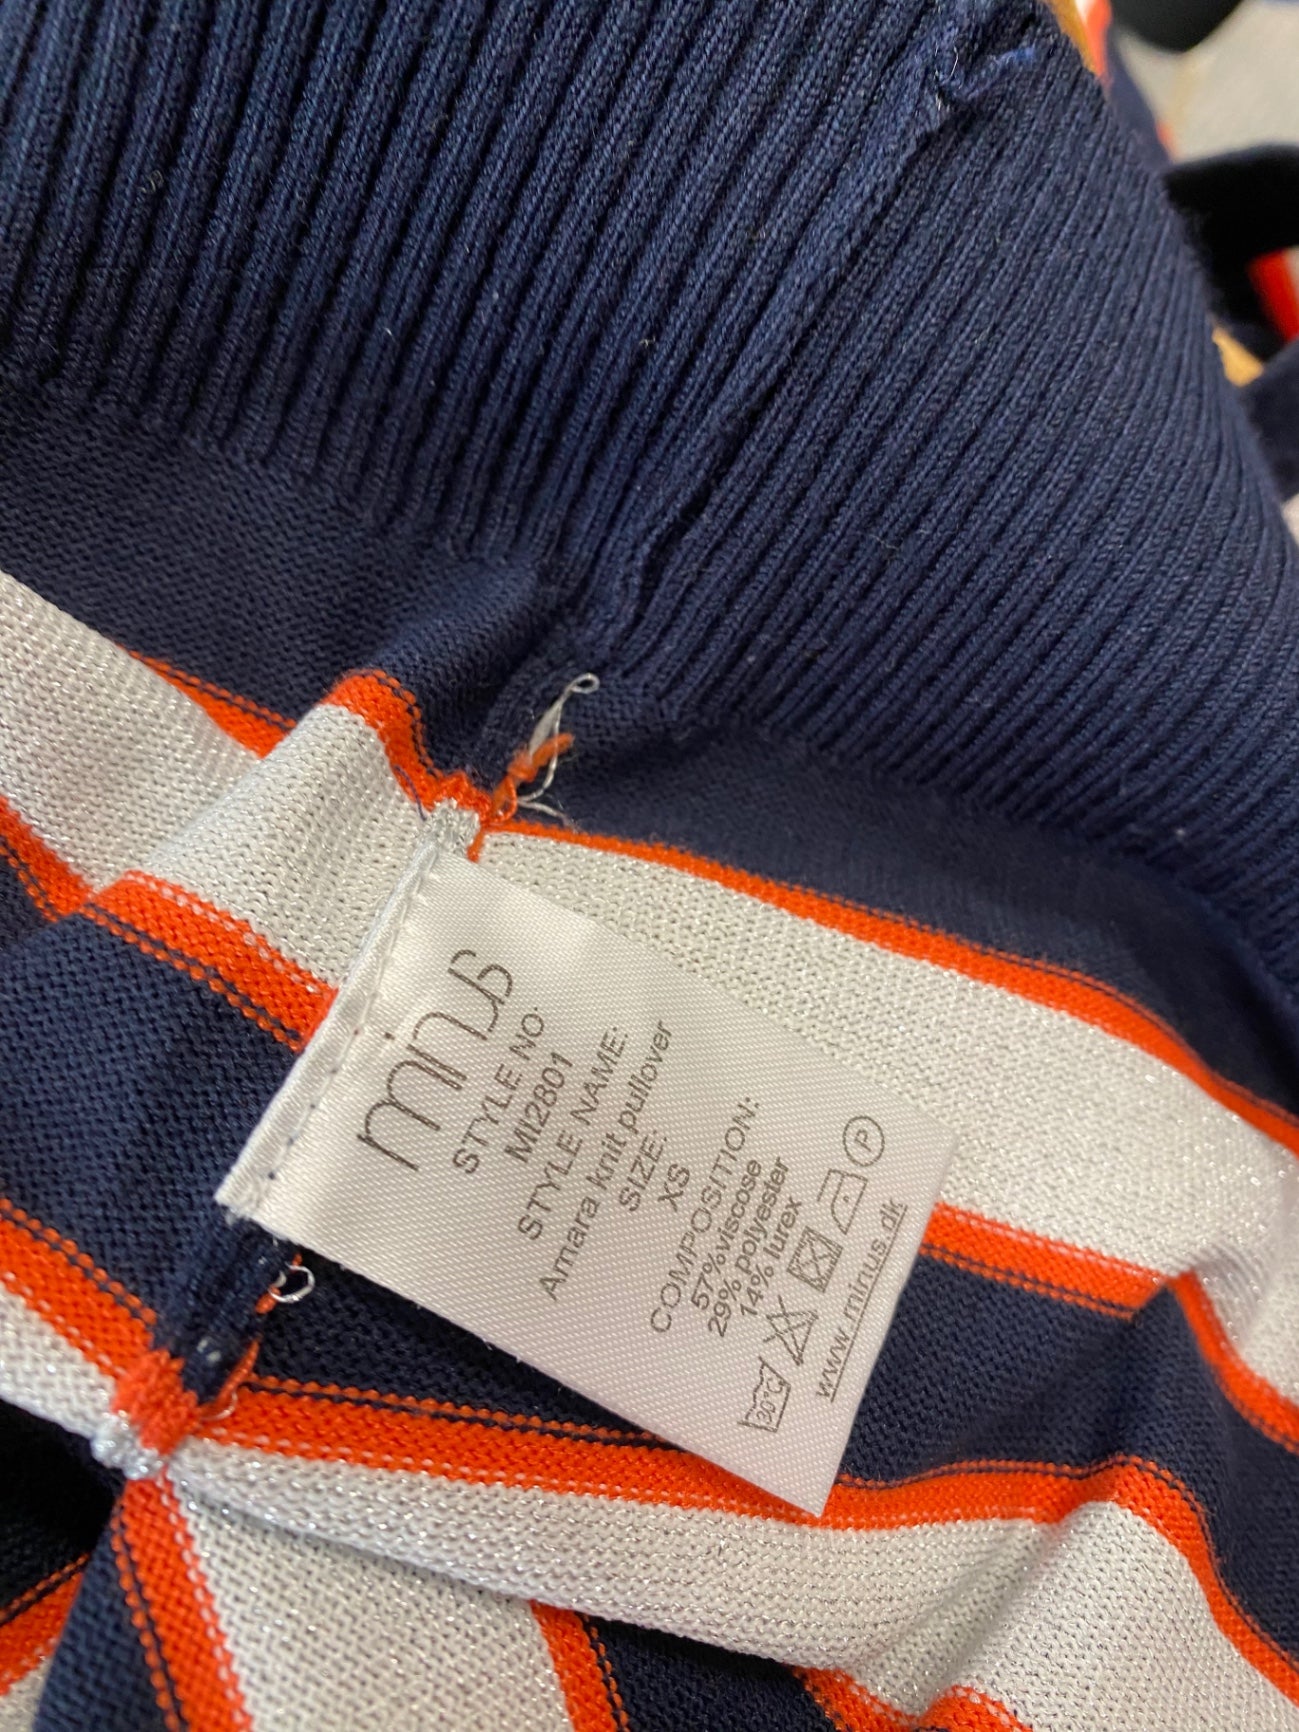 minus
STYLE NO:
MI2801
STYLE NAME:
Amara knit pullover
SIZE:
XS
COMPOSITION:
57% viscose
29% polyester
14% lurex
30°C P
www.minus.dk